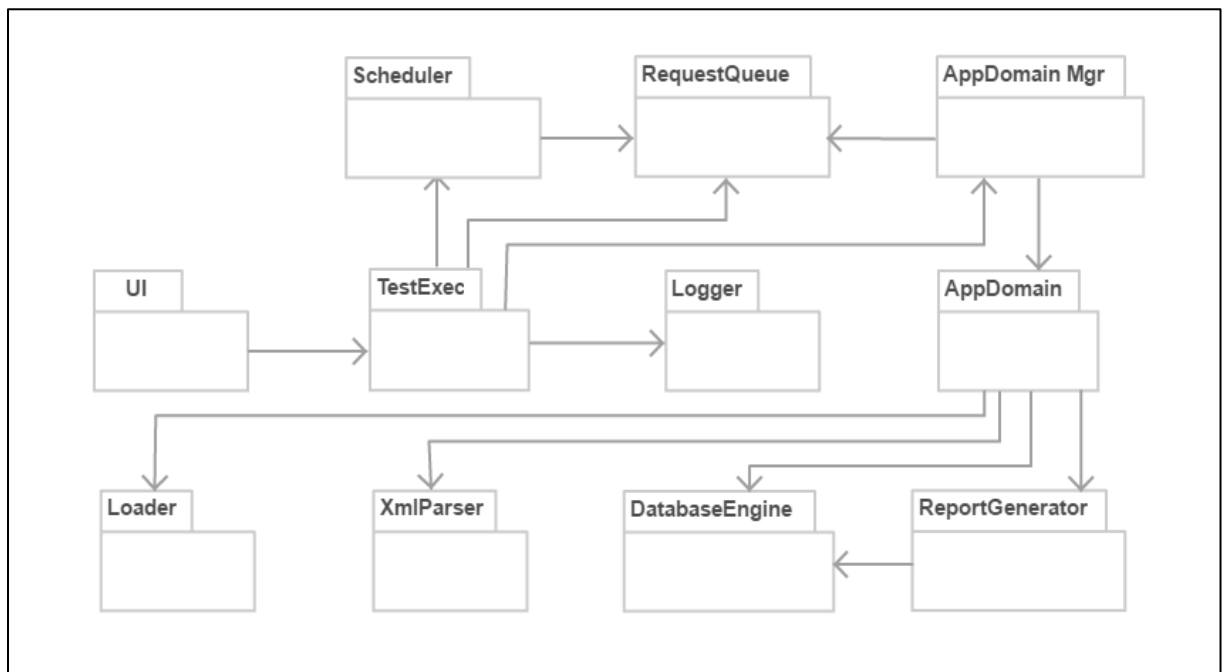 Scheduler
RequestQueue
AppDomain Mgr
UI
TestExec
Logger
AppDomain
Loader
XmlParser
DatabaseEngine
ReportGenerator